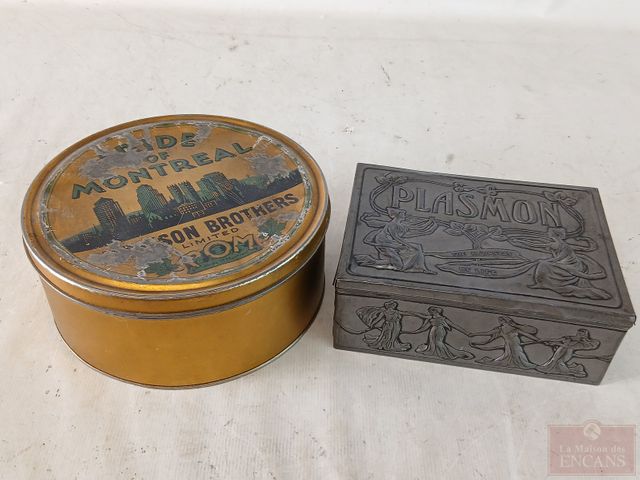 PRIDE
OF
MONTREAL
SON BROTHERS
LIMITED
PLASMON
La Maison des
ENCANS